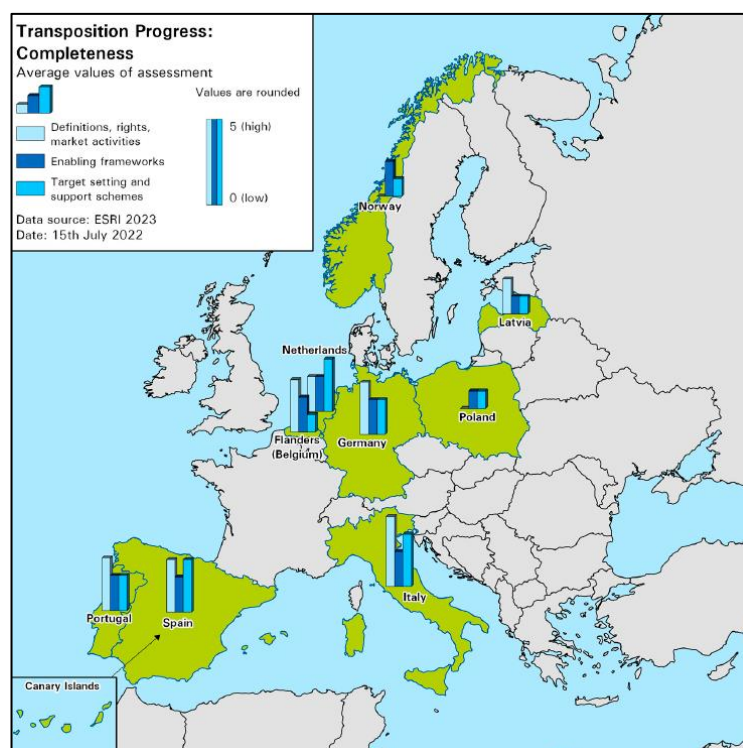 Transposition Progress:
Completeness
Average values of assessment
Values are rounded
Definitions, rights,
market activities
5 (high)
Enabling frameworks
Target setting and
support schemes
0 (low)
Data source: ESRI 2023
Date: 15th July 2022
Norway
Latvia
Netherlands
Poland
Flanders
(Belgium)
Germany
Italy
Portugal
Spain
Canary Islands